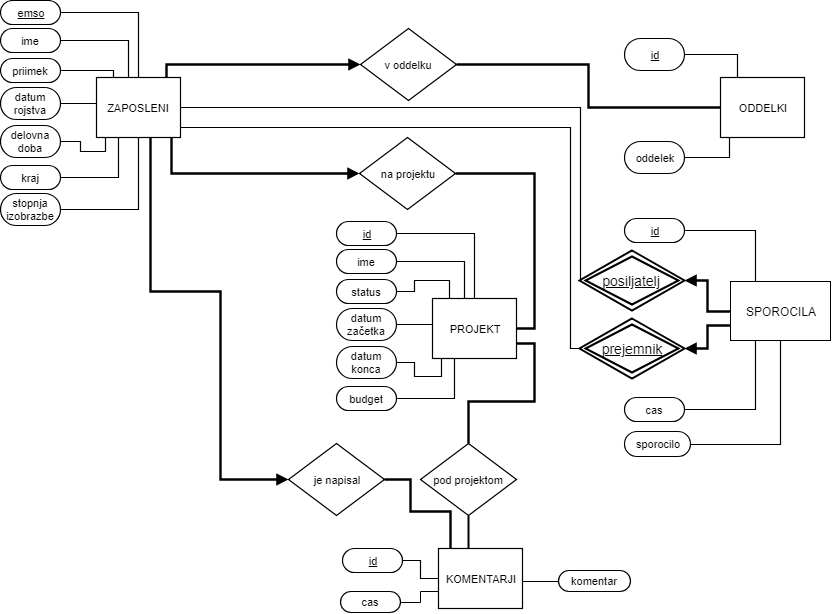 emso
ime
priimek
datum
rojstva
delovna
doba
kraj
stopnja
izobrazbe
ZAPOSLENI
v oddelku
id
ODDELKI
oddelek
na projektu
id
ime
status
datum
začetka
datum
konca
budget
PROJEKT
id
posiljatelj
prejemnik
SPOROCILA
cas
sporocilo
je napisal
pod projektom
id
cas
KOMENTARJI
komentar